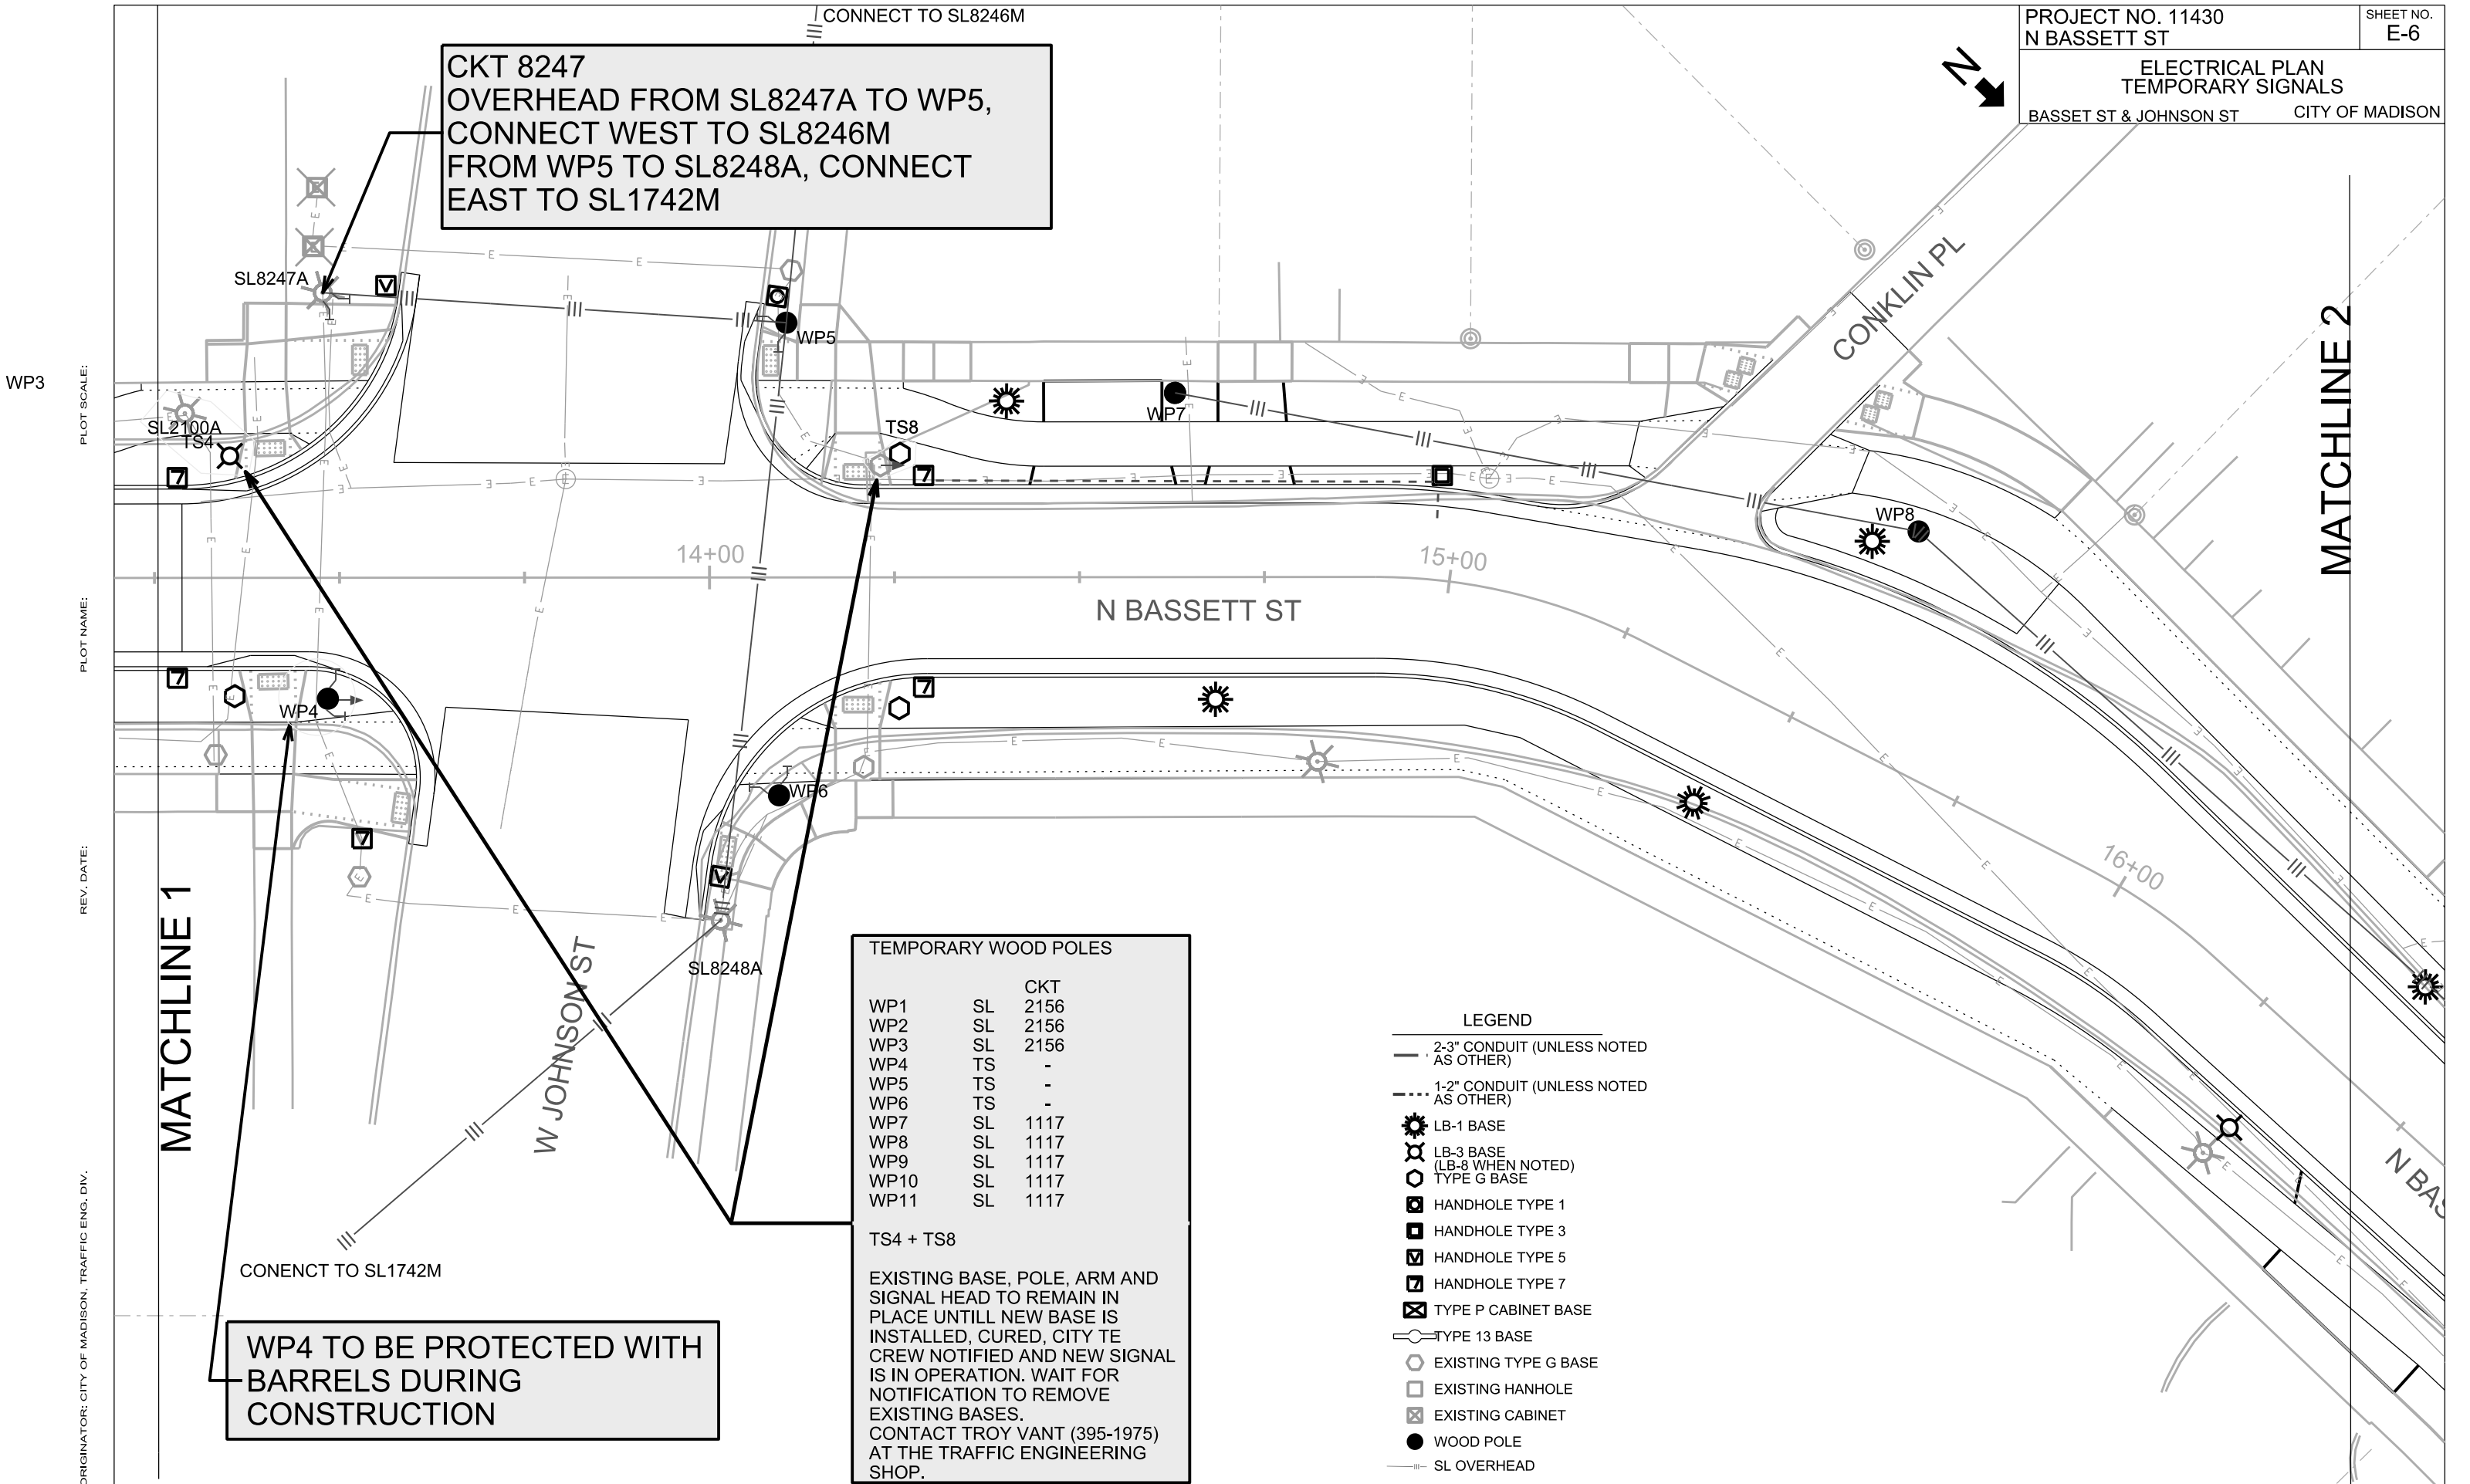 CONNECT TO SL8246M
PROJECT NO. 11430
N BASSETT ST
SHEET NO.
E-6
ELECTRICAL PLAN
TEMPORARY SIGNALS
BASSET ST & JOHNSON ST
CITY OF MADISON
N
CKT 8247
OVERHEAD FROM SL8247A TO WP5,
CONNECT WEST TO SL8246M
FROM WP5 TO SL8248A, CONNECT
EAST TO SL1742M
SL8247A
WP5
WP3
PLOT SCALE:
SL2100A
TS4
TS8
WP7
CONKLIN PL
MATCHLINE 2
WP8
14+00
15+00
N BASSETT ST
PLOT NAME:
WP4
WP6
REV. DATE:
MATCHLINE 1
16+00
SL8248A
W JOHNSON ST
N BAS
CONENCT TO SL1742M
ORIGINATOR: CITY OF MADISON, TRAFFIC ENG. DIV.
WP4 TO BE PROTECTED WITH
BARRELS DURING
CONSTRUCTION
TEMPORARY WOOD POLES
CKT
WP1 SL 2156
WP2 SL 2156
WP3 SL 2156
WP4 TS -
WP5 TS -
WP6 TS -
WP7 SL 1117
WP8 SL 1117
WP9 SL 1117
WP10 SL 1117
WP11 SL 1117
TS4 + TS8
EXISTING BASE, POLE, ARM AND
SIGNAL HEAD TO REMAIN IN
PLACE UNTILL NEW BASE IS
INSTALLED, CURED, CITY TE
CREW NOTIFIED AND NEW SIGNAL
IS IN OPERATION. WAIT FOR
NOTIFICATION TO REMOVE
EXISTING BASES.
CONTACT TROY VANT (395-1975)
AT THE TRAFFIC ENGINEERING
SHOP.
LEGEND
2-3" CONDUIT (UNLESS NOTED
AS OTHER)
1-2" CONDUIT (UNLESS NOTED
AS OTHER)
LB-1 BASE
LB-3 BASE
(LB-8 WHEN NOTED)
TYPE G BASE
HANDHOLE TYPE 1
HANDHOLE TYPE 3
HANDHOLE TYPE 5
HANDHOLE TYPE 7
TYPE P CABINET BASE
TYPE 13 BASE
EXISTING TYPE G BASE
EXISTING HANHOLE
EXISTING CABINET
WOOD POLE
SL OVERHEAD